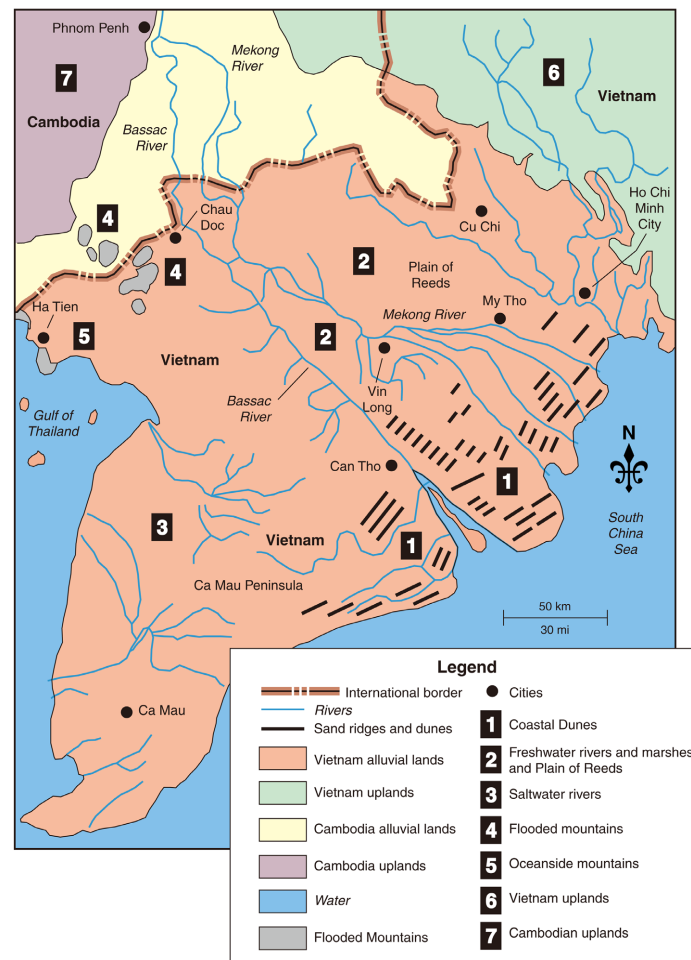 Phnom Penh
Mekong
River
7
6
Vietnam
Cambodia
Bassac
River
Ho Chi
Minh
City
4
Chau
Doc
Cu Chi
4
2
Plain of
Reeds
Ha Tien
My Tho
Mekong River
5
2
Vietnam
Vin
Long
Bassac
River
Gulf of
Thailand
N
Can Tho
1
South
China
Sea
3
Vietnam
1
Ca Mau Peninsula
50 km
30 mi
Ca Mau
Legend
International border
Rivers
Sand ridges and dunes
Vietnam alluvial lands
Vietnam uplands
Cambodia alluvial lands
Cambodia uplands
Water
Flooded Mountains
Cities
1 Coastal Dunes
2 Freshwater rivers and marshes
and Plain of Reeds
3 Saltwater rivers
4 Flooded mountains
5 Oceanside mountains
6 Vietnam uplands
7 Cambodian uplands